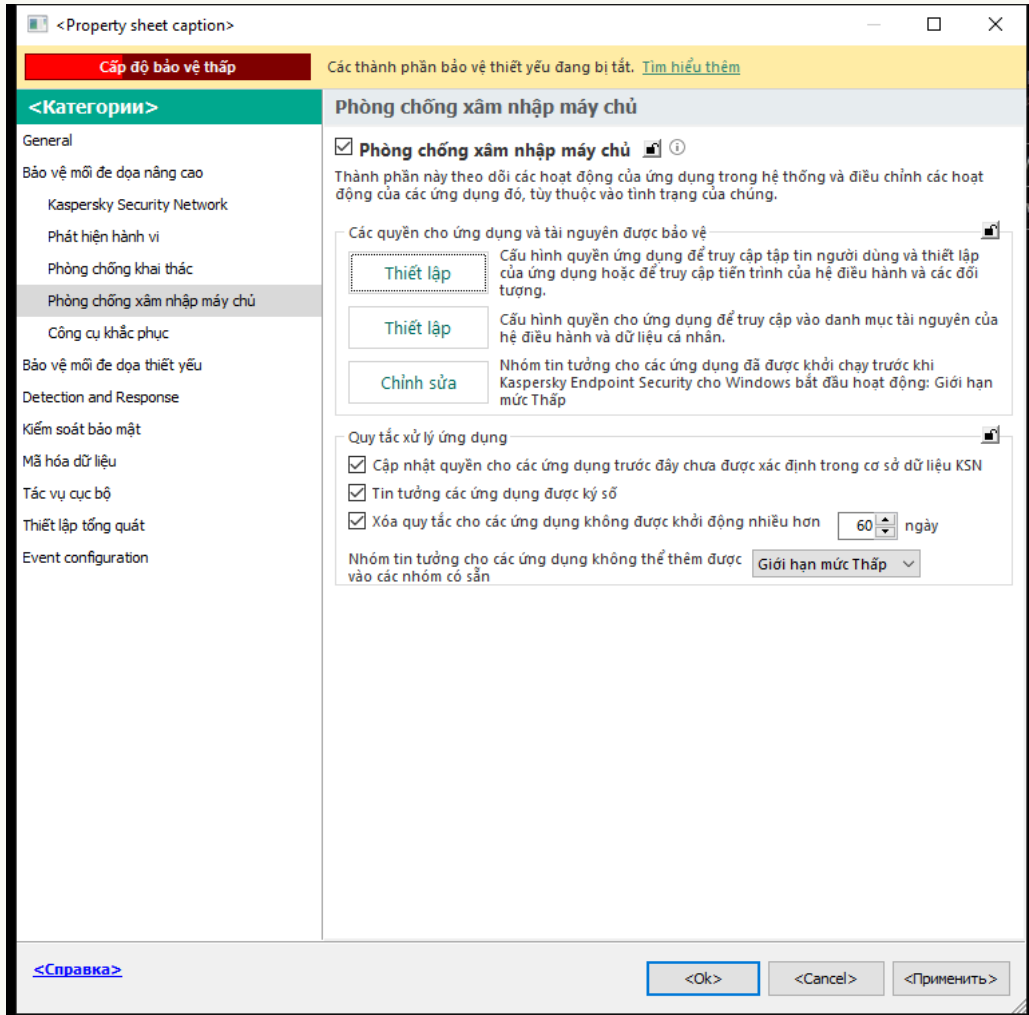 <Property sheet caption>
Cấp độ bảo vệ thấp
Các thành phần bảo vệ thiết yếu đang bị tắt. Tìm hiểu thêm
<Категории>
General
Bảo vệ mối đe dọa nâng cao
Kaspersky Security Network
Phát hiện hành vi
Phòng chống khai thác
Phòng chống xâm nhập máy chủ
Công cụ khắc phục
Bảo vệ mối đe dọa thiết yếu
Detection and Response
Kiểm soát bảo mật
Mã hóa dữ liệu
Tác vụ cục bộ
Thiết lập tổng quát
Event configuration
Phòng chống xâm nhập máy chủ
Phòng chống xâm nhập máy chủ
Thành phần này theo dõi các hoạt động của ứng dụng trong hệ thống và điều chỉnh các hoạt
động của các ứng dụng đó, tùy thuộc vào tình trạng của chúng.
Các quyền cho ứng dụng và tài nguyên được bảo vệ
Thiết lập
Cấu hình quyền ứng dụng để truy cập tập tin người dùng và thiết lập
của ứng dụng hoặc để truy cập tiến trình của hệ điều hành và các đối
tượng.
Thiết lập
Cấu hình quyền cho ứng dụng để truy cập vào danh mục tài nguyên của
hệ điều hành và dữ liệu cá nhân.
Chỉnh sửa
Nhóm tin tưởng cho các ứng dụng đã được khởi chạy trước khi
Kaspersky Endpoint Security cho Windows bắt đầu hoạt động: Giới hạn
mức Thấp
Quy tắc xử lý ứng dụng
Cập nhật quyền cho các ứng dụng trước đây chưa được xác định trong cơ sở dữ liệu KSN
Tin tưởng các ứng dụng được ký số
Xóa quy tắc cho các ứng dụng không được khởi động nhiều hơn 60 ngày
Nhóm tin tưởng cho các ứng dụng không thể thêm được
vào các nhóm có sẵn
Giới hạn mức Thấp
<Справка>
<Ok>
<Cancel>
<Применить>